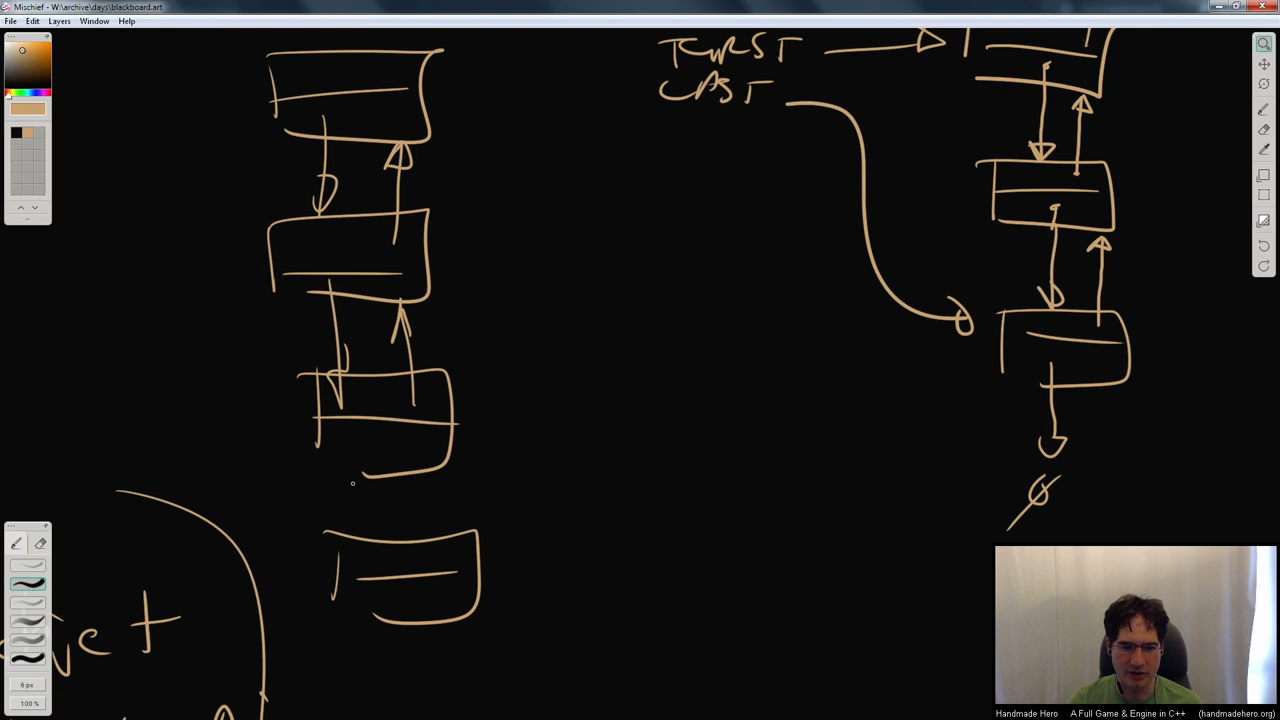 Mischief - W:\archive\days\blackboard.art
File Edit Layers Window Help
FIRST
LAST
6 px
100 %
Handmade Hero A Full Game & Engine in C++ (handmadehero.org)